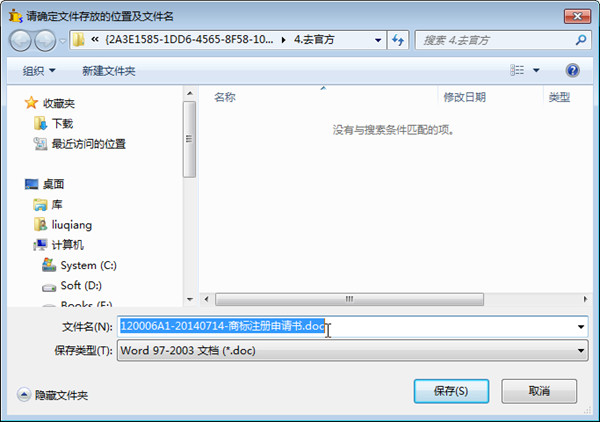 请确定文件存放的位置及文件名
« {2A3E1585-1DD6-4565-8F58-10... ▸ 4.去官方
搜索 4.去官方
组织 新建文件夹
名称 修改日期 类型
收藏夹
下载
最近访问的位置
没有与搜索条件匹配的项。
桌面
库
liuqiang
计算机
System (C:)
Soft (D:)
Books (E:)
文件名(N): 120006A1-20140714-商标注册申请书.doc
保存类型(T): Word 97-2003 文档 (*.doc)
隐藏文件夹 保存(S) 取消